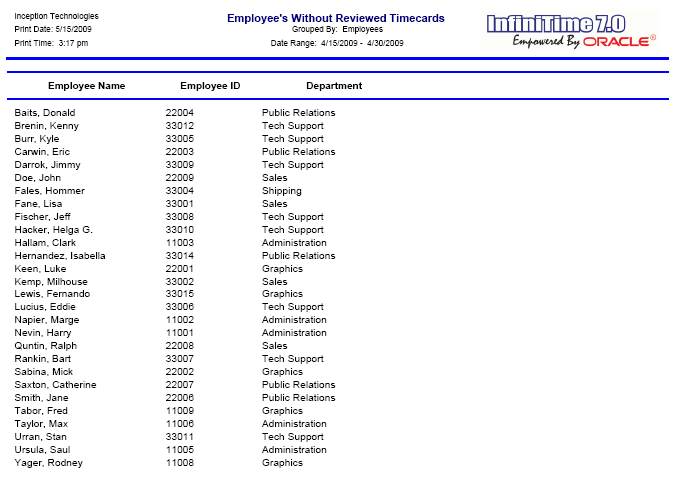 Inception Technologies
Print Date: 5/15/2009
Print Time: 3:17 pm
Employee's Without Reviewed Timecards
Grouped By: Employees
Date Range: 4/15/2009 - 4/30/2009
InfiniTime 7.0
Empowered By ORACLE®
Employee Name Employee ID Department
Baits, Donald 22004 Public Relations
Brenin, Kenny 33012 Tech Support
Burr, Kyle 33005 Tech Support
Carwin, Eric 22003 Public Relations
Darrok, Jimmy 33009 Tech Support
Doe, John 22009 Sales
Fales, Hommer 33004 Shipping
Fane, Lisa 33001 Sales
Fischer, Jeff 33008 Tech Support
Hacker, Helga G. 33010 Tech Support
Hallam, Clark 11003 Administration
Hernandez, Isabella 33014 Public Relations
Keen, Luke 22001 Graphics
Kemp, Milhouse 33002 Sales
Lewis, Fernando 33015 Graphics
Lucius, Eddie 33006 Tech Support
Napier, Marge 11002 Administration
Nevin, Harry 11001 Administration
Quntin, Ralph 22008 Sales
Rankin, Bart 33007 Tech Support
Sabina, Mick 22002 Graphics
Saxton, Catherine 22007 Public Relations
Smith, Jane 22006 Public Relations
Tabor, Fred 11009 Graphics
Taylor, Max 11006 Administration
Urran, Stan 33011 Tech Support
Ursula, Saul 11005 Administration
Yager, Rodney 11008 Graphics